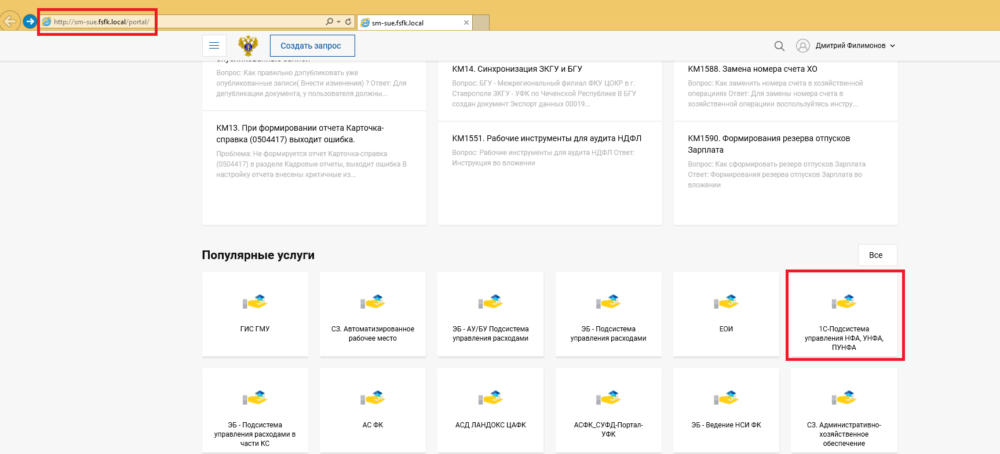 http://sm-sue.fsfk.local/portal/
sm-sue.fsfk.local
Создать запрос
Дмитрий Филимонов
опубликованные записи
Вопрос: Как правильно дэпубликовать уже
опубликованные записи( Внести изменения) ? Ответ: Для
депубликации документа, у пользователя должны...
КМ13. При формировании отчета Карточка-
справка (0504417) выходит ошибка.
Проблема: Не формируется отчет Карточка-справка
(0504417) в разделе Кадровые отчеты, выходит ошибка В
настройку отчета внесены критичные из...
КМ14. Синхронизация ЗКГУ и БГУ
Вопрос: БГУ - Межрегиональный филиал ФКУ ЦОКР в г.
Ставрополе ЗКГУ - УФК по Чеченской Республике В БГУ
создан документ Экспорт данных 00019...
КМ1551. Рабочие инструменты для аудита НДФЛ
Вопрос: Рабочие инструменты для аудита НДФЛ Ответ:
Инструкция во вложении
КМ1588. Замена номера счета ХО
Вопрос: Как заменить номера счета в хозяйственной
операцииях Ответ: Для замены номера счета в
хозяйственной операциии воспользуйтесь инстру...
КМ1590. Формирования резерва отпусков
Зарплата
Вопрос: Как сформировать резерв отпусков Зарплата
Ответ: Формирования резерва отпусков Зарплата во
вложении
Популярные услуги
Все
ГИС ГМУ
СЗ. Автоматизированное
рабочее место
ЭБ - АУ/БУ Подсистема
управления расходами
ЭБ - Подсистема
управления расходами
ЕОИ
1С-Подсистема
управления НФА, УНФА,
ПУНФА
ЭБ - Подсистема
управления расходами в
части КС
АС ФК
АСД ЛАНДОКС ЦАФК
АСФК_СУФД-Портал-
УФК
ЭБ - Ведение НСИ ФК
СЗ. Административно-
хозяйственное
обеспечение